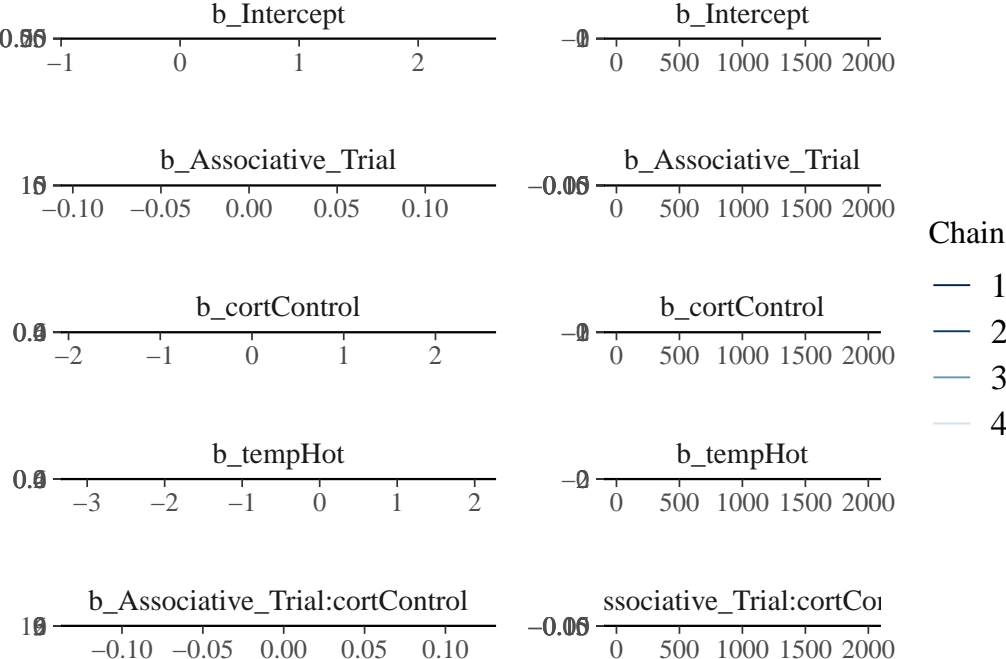 b_Intercept b_Intercept
−1 0 1 2 0 500 1000 1500 2000
b_Associative_Trial b_Associative_Trial
−0.10 −0.05 0.00 0.05 0.10 0 500 1000 1500 2000
Chain
b_cortControl b_cortControl
−2 −1 0 1 2 0 500 1000 1500 2000
1
2
3
4
b_tempHot b_tempHot
−3 −2 −1 0 1 2 0 500 1000 1500 2000
b_Associative_Trial:cortControl ssociative_Trial:cortCo
−0.10 −0.05 0.00 0.05 0.10 0 500 1000 1500 2000